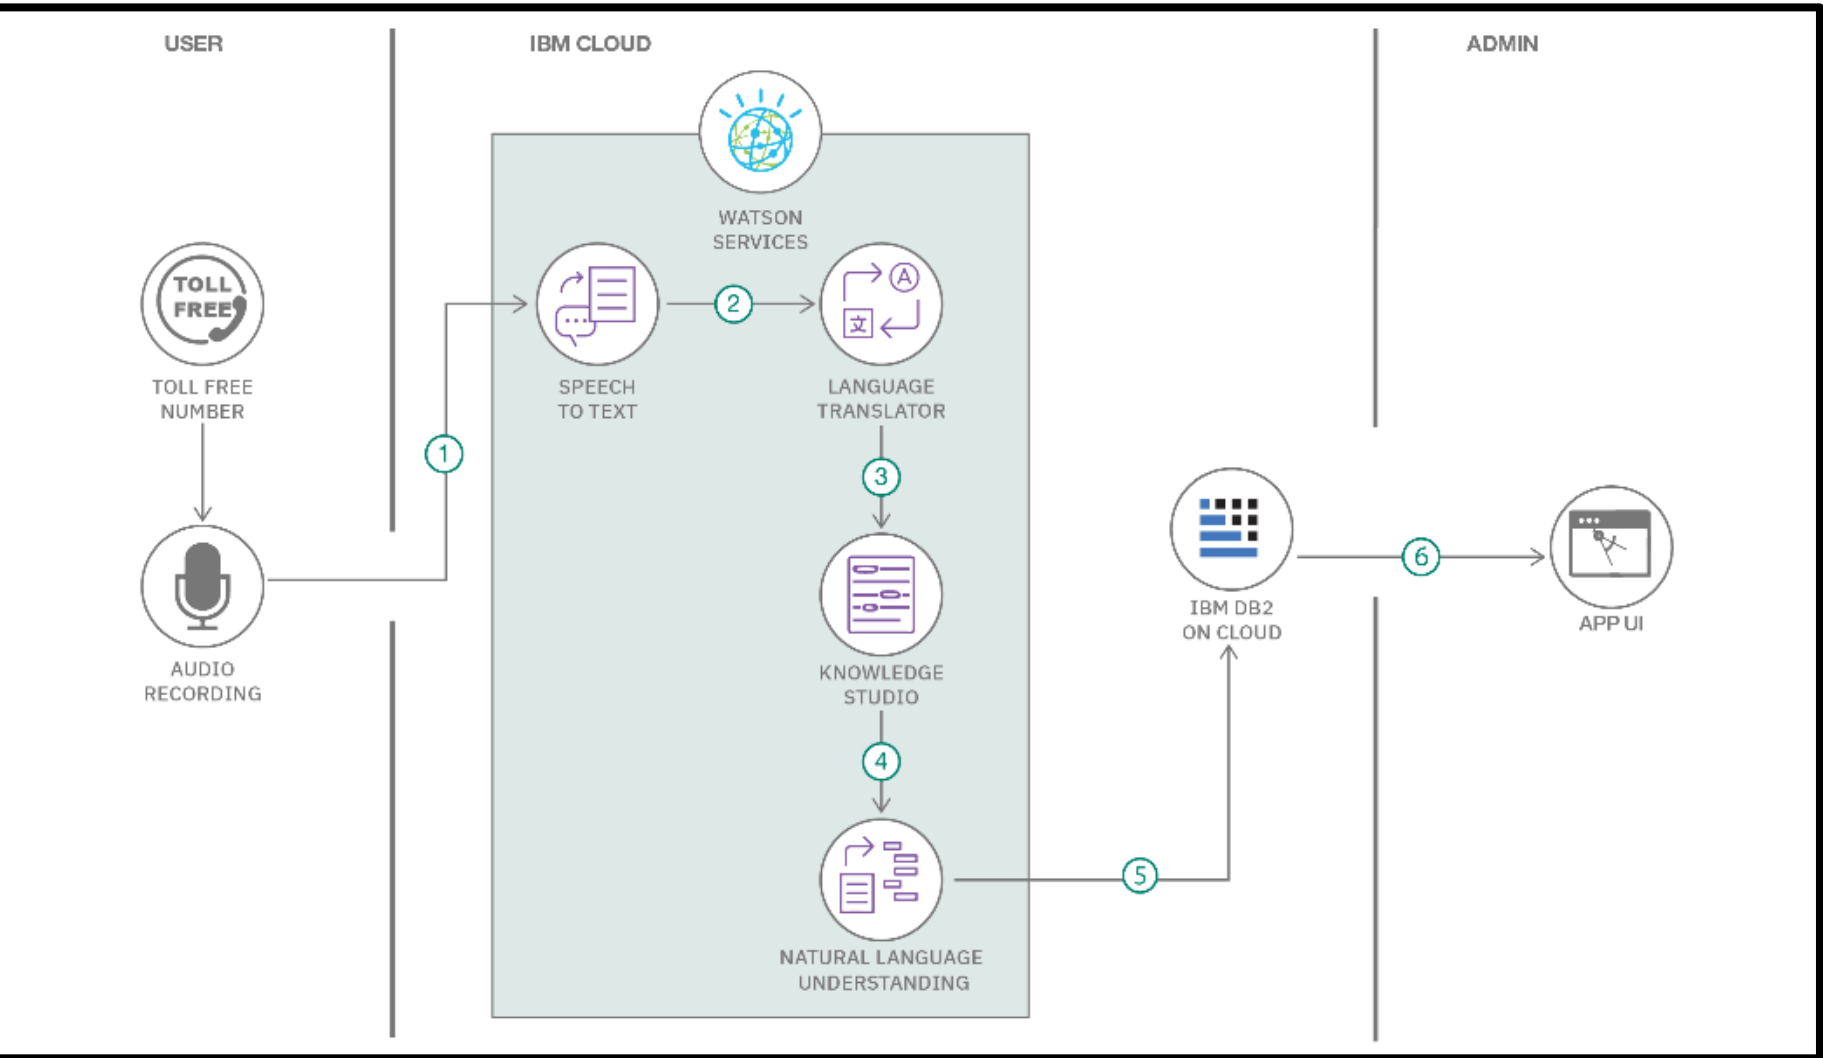 USER
IBM CLOUD
ADMIN
WATSON
SERVICES
TOLL
FREE
TOLL FREE
NUMBER
1
AUDIO
RECORDING
SPEECH
TO TEXT
2
A
文
LANGUAGE
TRANSLATOR
3
KNOWLEDGE
STUDIO
4
NATURAL LANGUAGE
UNDERSTANDING
5
IBM DB2
ON CLOUD
6
APP UI